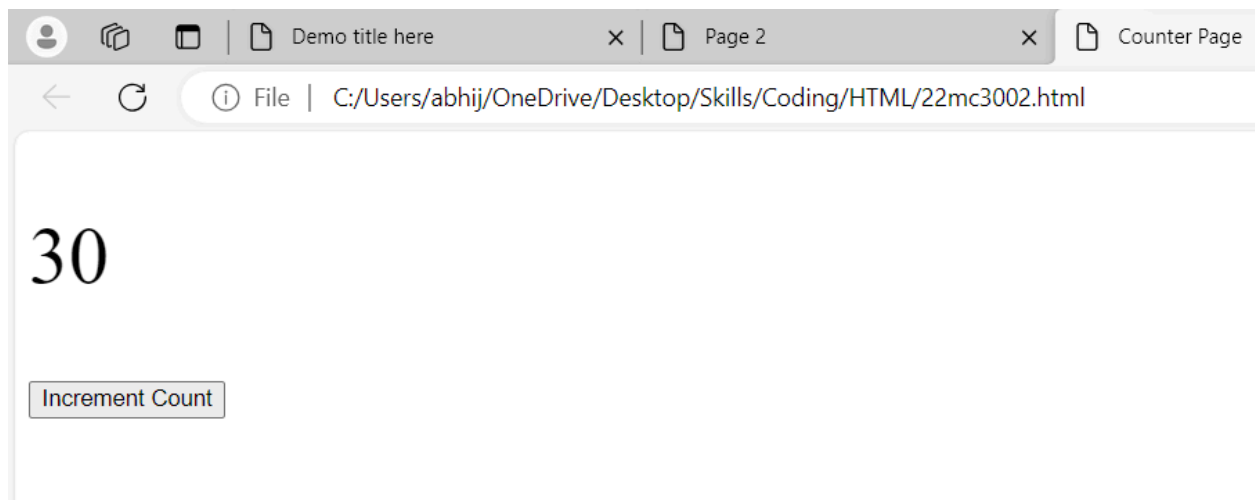 Demo title here Page 2 Counter Page
File C:/Users/abhij/OneDrive/Desktop/Skills/Coding/HTML/22mc3002.html
30
Increment Count